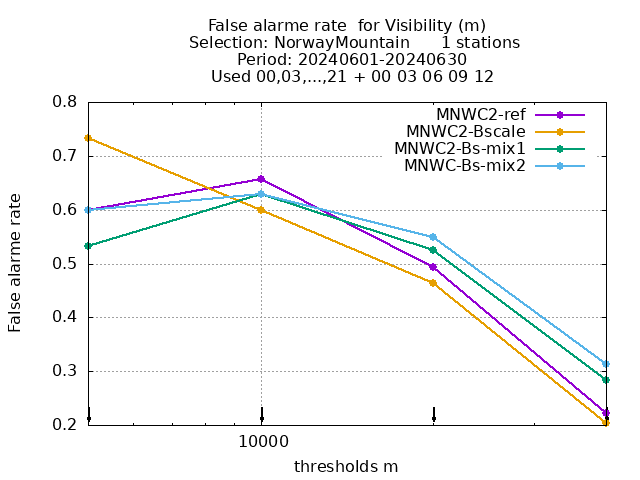 False alarme rate  for Visibility (m)
Selection: NorwayMountain      1 stations
Period: 20240601-20240630
Used 00,03,...,21 + 00 03 06 09 12
MNWC2-ref
MNWC2-Bscale
MNWC2-Bs-mix1
MNWC-Bs-mix2
0.8
0.7
0.6
0.5
0.4
0.3
0.2
False alarme rate
10000
thresholds m